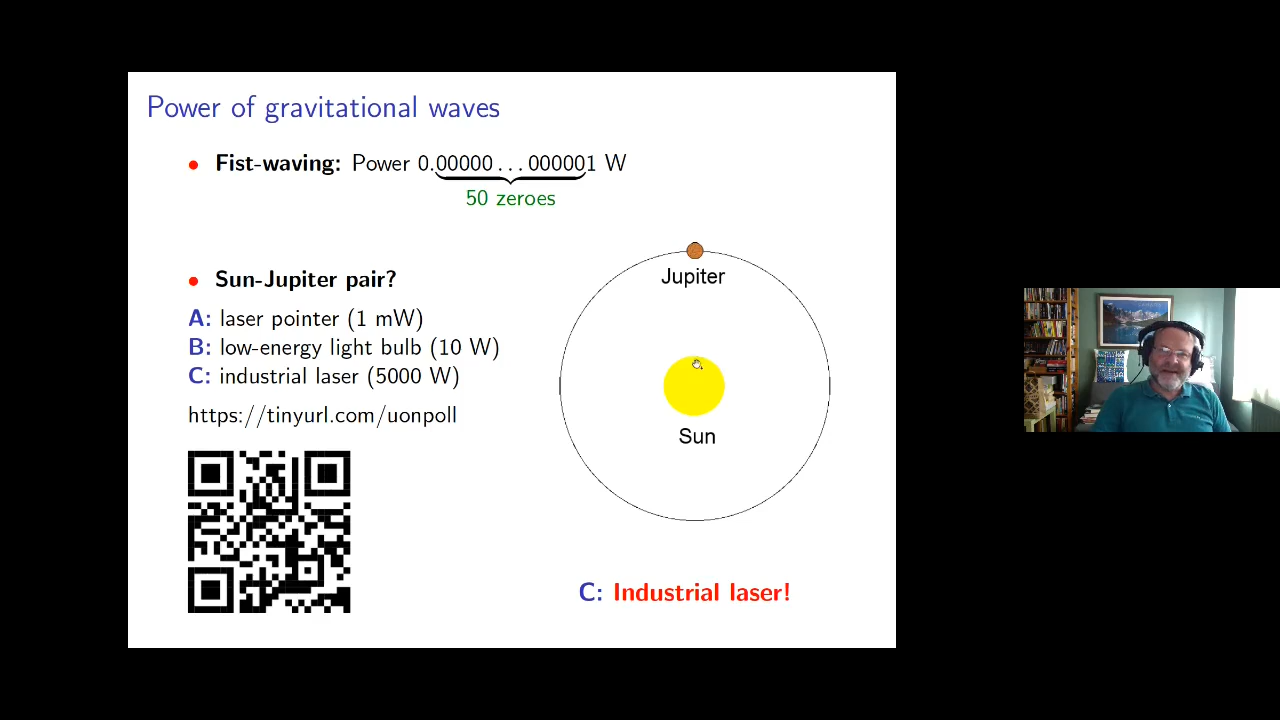 Power of gravitational waves
• Fist-waving: Power 0.00000...000001 W
50 zeroes
• Sun-Jupiter pair?
A: laser pointer (1 mW)
B: low-energy light bulb (10 W)
C: industrial laser (5000 W)
https://tinyurl.com/uonpoll
Jupiter
Sun
C: Industrial laser!